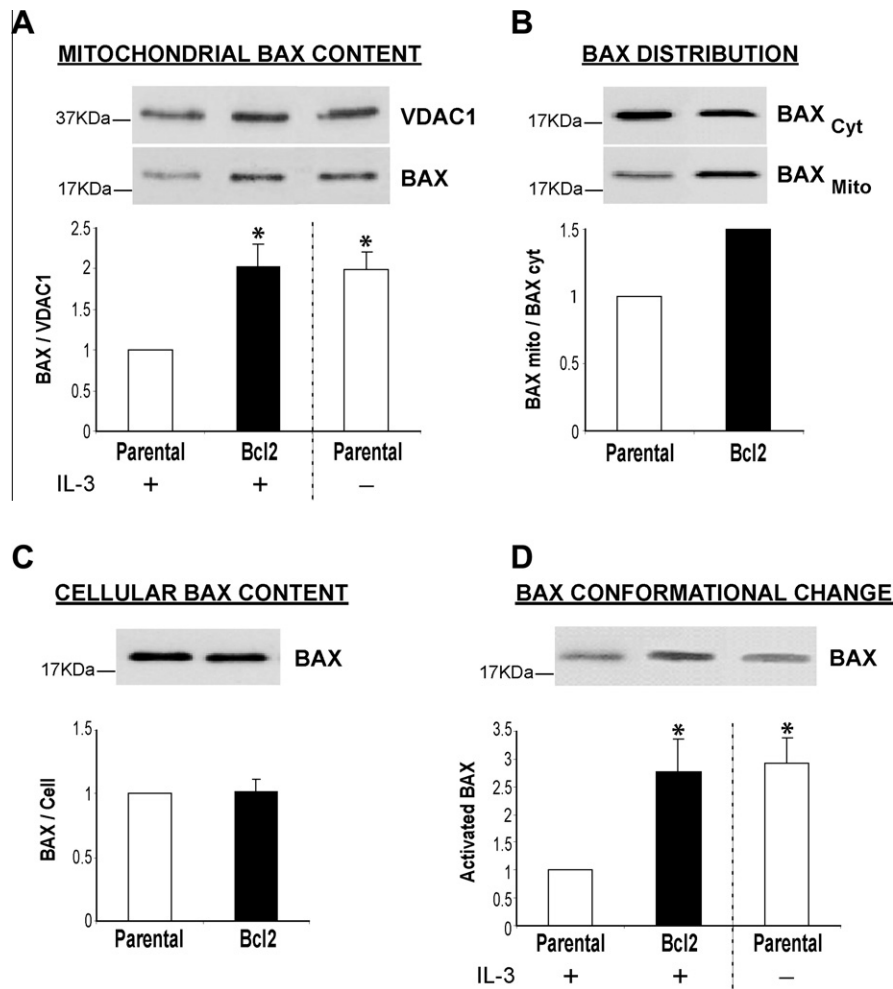 A
MITOCHONDRIAL BAX CONTENT
37KDa
VDAC1
17KDa
BAX
BAX / VDAC1
2.5
2
1.5
1
0.5
0
*
*
Parental
Bcl2
Parental
IL-3
+
+
–
B
BAX DISTRIBUTION
17KDa
BAX Cyt
17KDa
BAX Mito
BAX mito / BAX cyt
1.5
1
0.5
0
Parental
Bcl2
C
CELLULAR BAX CONTENT
17KDa
BAX
BAX / Cell
1.5
1
0.5
0
Parental
Bcl2
D
BAX CONFORMATIONAL CHANGE
17KDa
BAX
Activated BAX
3.5
3
2.5
2
1.5
1
0.5
0
*
*
Parental
Bcl2
Parental
IL-3
+
+
–